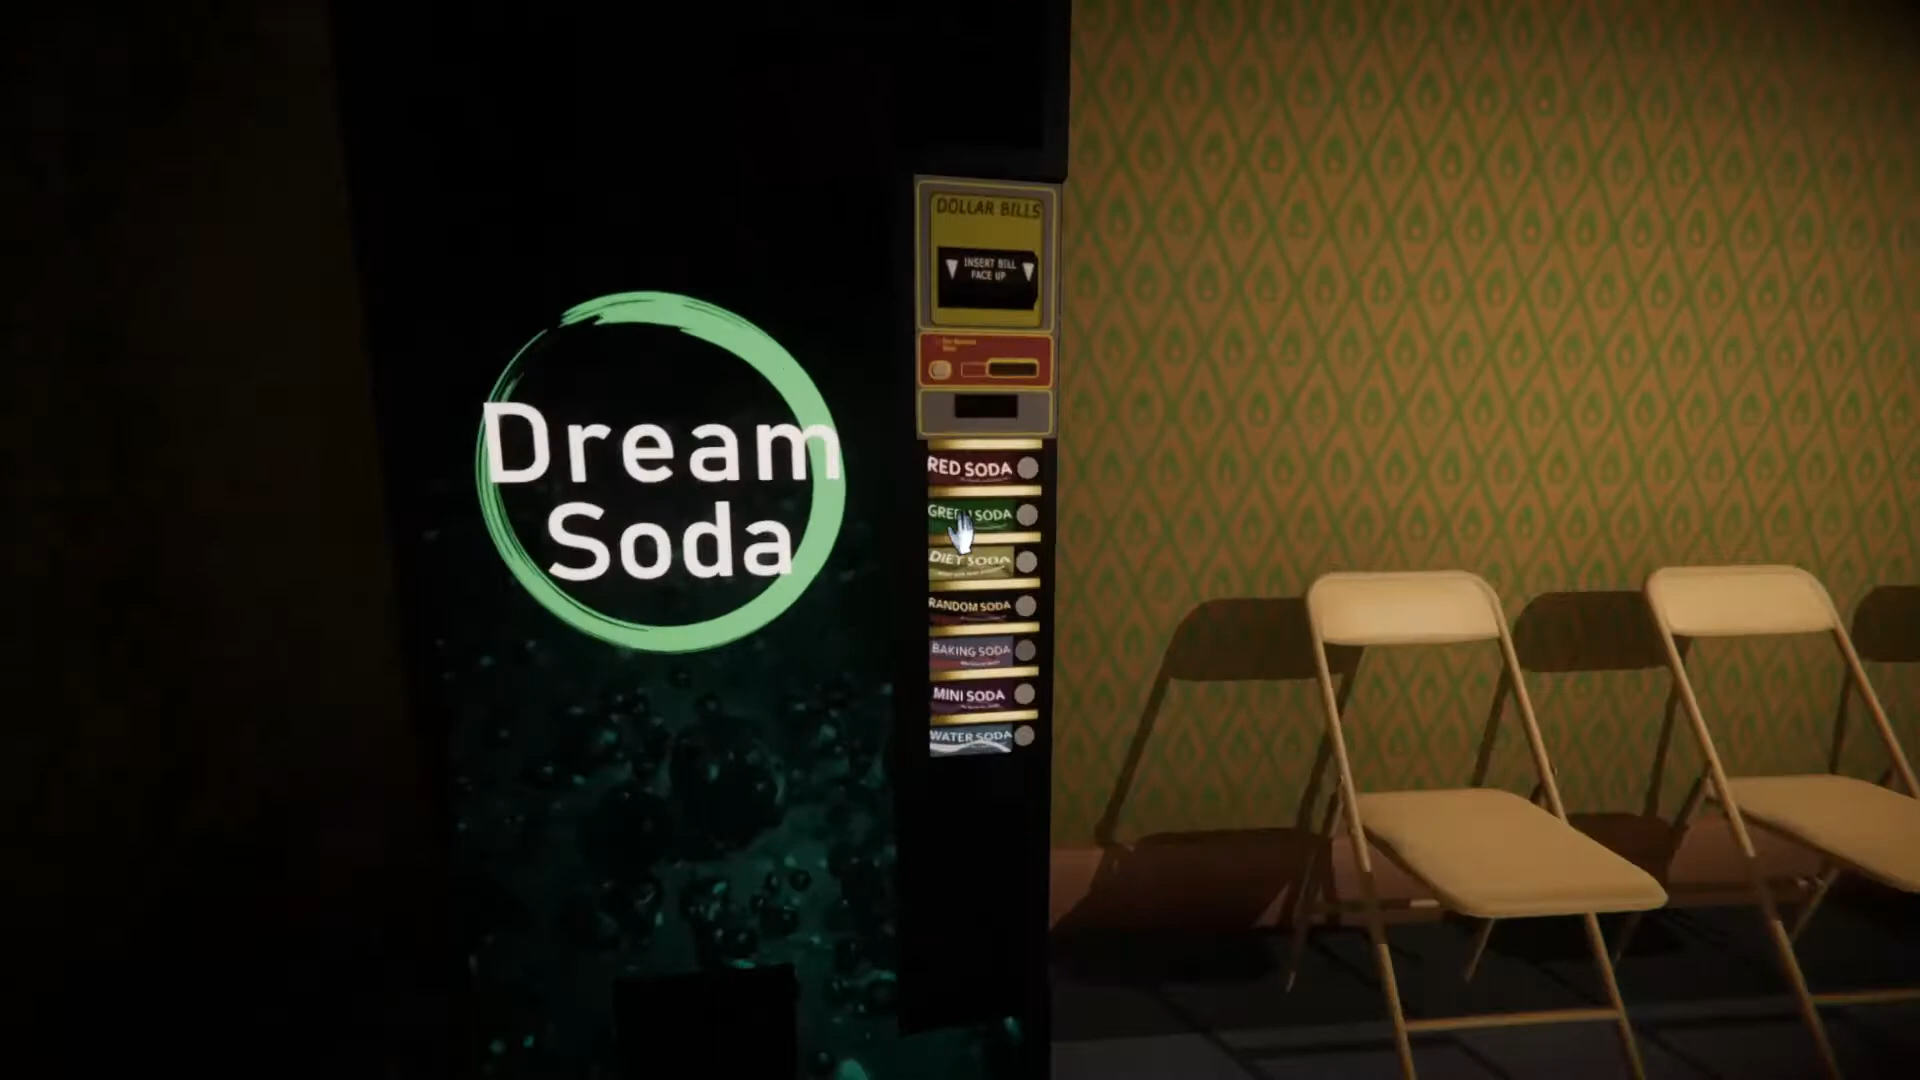 Dream
Soda
DOLLAR BILLS
INSERT BILL
FACE UP
RED SODA
GREEN SODA
DIET SODA
RANDOM SODA
BAKING SODA
MINI SODA
WATER SODA